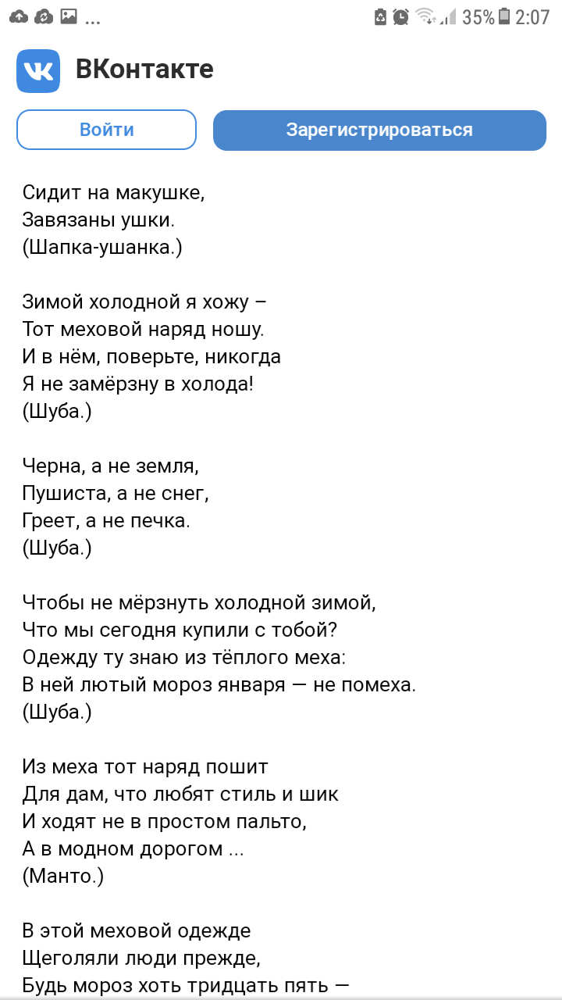 ... 35% 2:07
ВКонтакте
Войти Зарегистрироваться
Сидит на макушке,
Завязаны ушки.
(Шапка-ушанка.)
Зимой холодной я хожу –
Тот меховой наряд ношу.
И в нём, поверьте, никогда
Я не замёрзну в холода!
(Шуба.)
Черна, а не земля,
Пушиста, а не снег,
Греет, а не печка.
(Шуба.)
Чтобы не мёрзнуть холодной зимой,
Что мы сегодня купили с тобой?
Одежду ту знаю из тёплого меха:
В ней лютый мороз января — не помеха.
(Шуба.)
Из меха тот наряд пошит
Для дам, что любят стиль и шик
И ходят не в простом пальто,
А в модном дорогом ...
(Манто.)
В этой меховой одежде
Щеголяли люди прежде,
Будь мороз хоть тридцать пять —